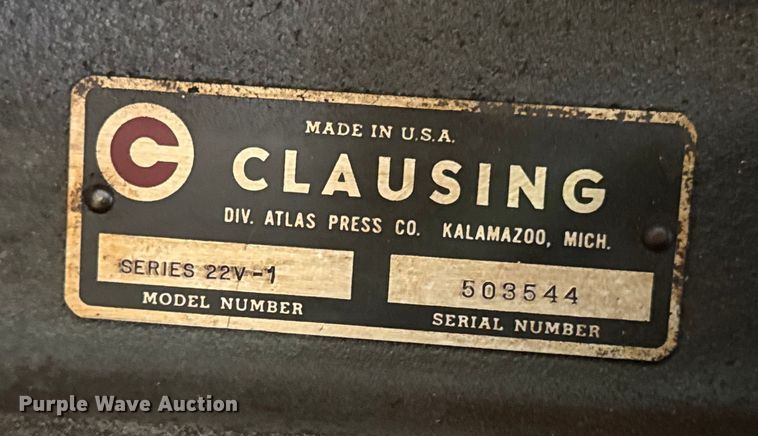 MADE IN U.S.A.
C CLAUSING
DIV. ATLAS PRESS CO. KALAMAZOO, MICH.
SERIES 22V-1 503544
MODEL NUMBER SERIAL NUMBER
Purple Wave Auction